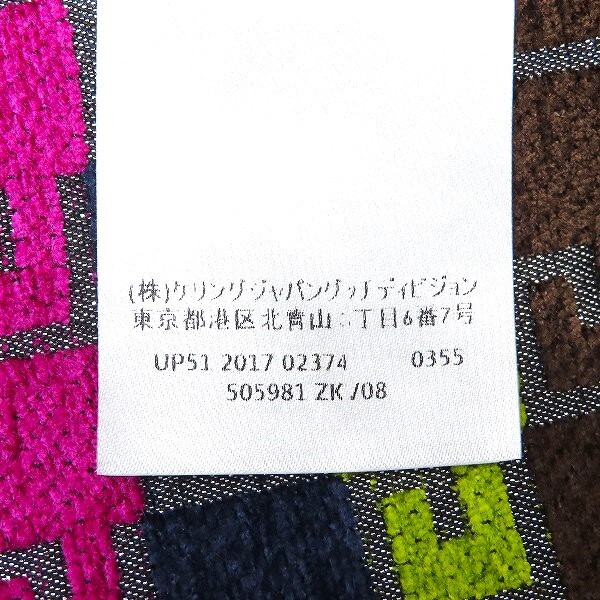 (株)ケリングジャパングッチディビジョン
東京都港区北青山三丁目6番7号
UP51 2017 02374 0355
505981 ZK /08